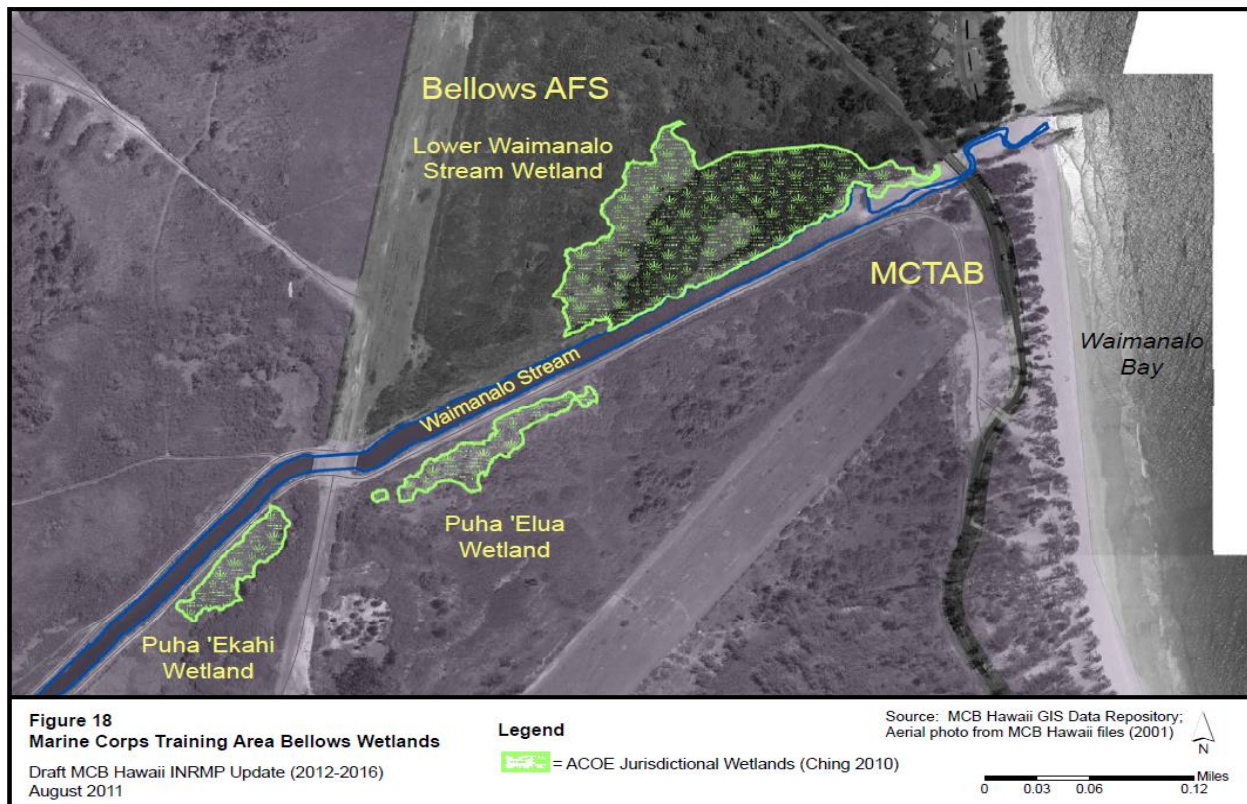 Bellows AFS
Lower Waimanalo
Stream Wetland
MCTAB
Waimanalo
Bay
Waimanalo Stream
Puha 'Elua
Wetland
Puha 'Ekahi
Wetland
Figure 18
Marine Corps Training Area Bellows Wetlands
Draft MCB Hawaii INRMP Update (2012-2016)
August 2011
Legend
= ACOE Jurisdictional Wetlands (Ching 2010)
Source: MCB Hawaii GIS Data Repository;
Aerial photo from MCB Hawaii files (2001)
N
Miles
0 0.03 0.06 0.12